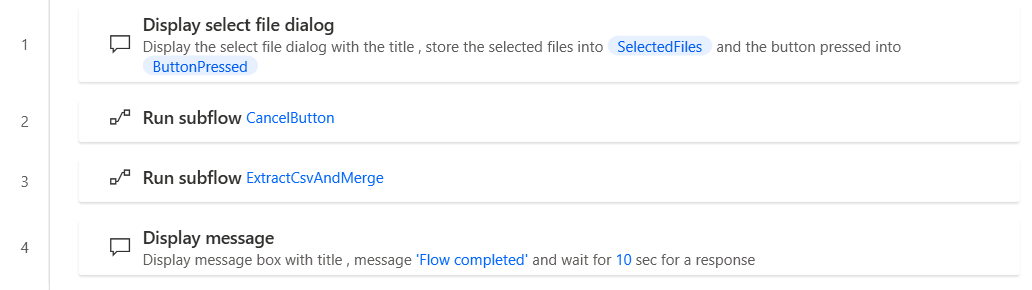 1
Display select file dialog
Display the select file dialog with the title , store the selected files into SelectedFiles and the button pressed into
ButtonPressed
2
Run subflow CancelButton
3
Run subflow ExtractCsvAndMerge
4
Display message
Display message box with title , message 'Flow completed' and wait for 10 sec for a response